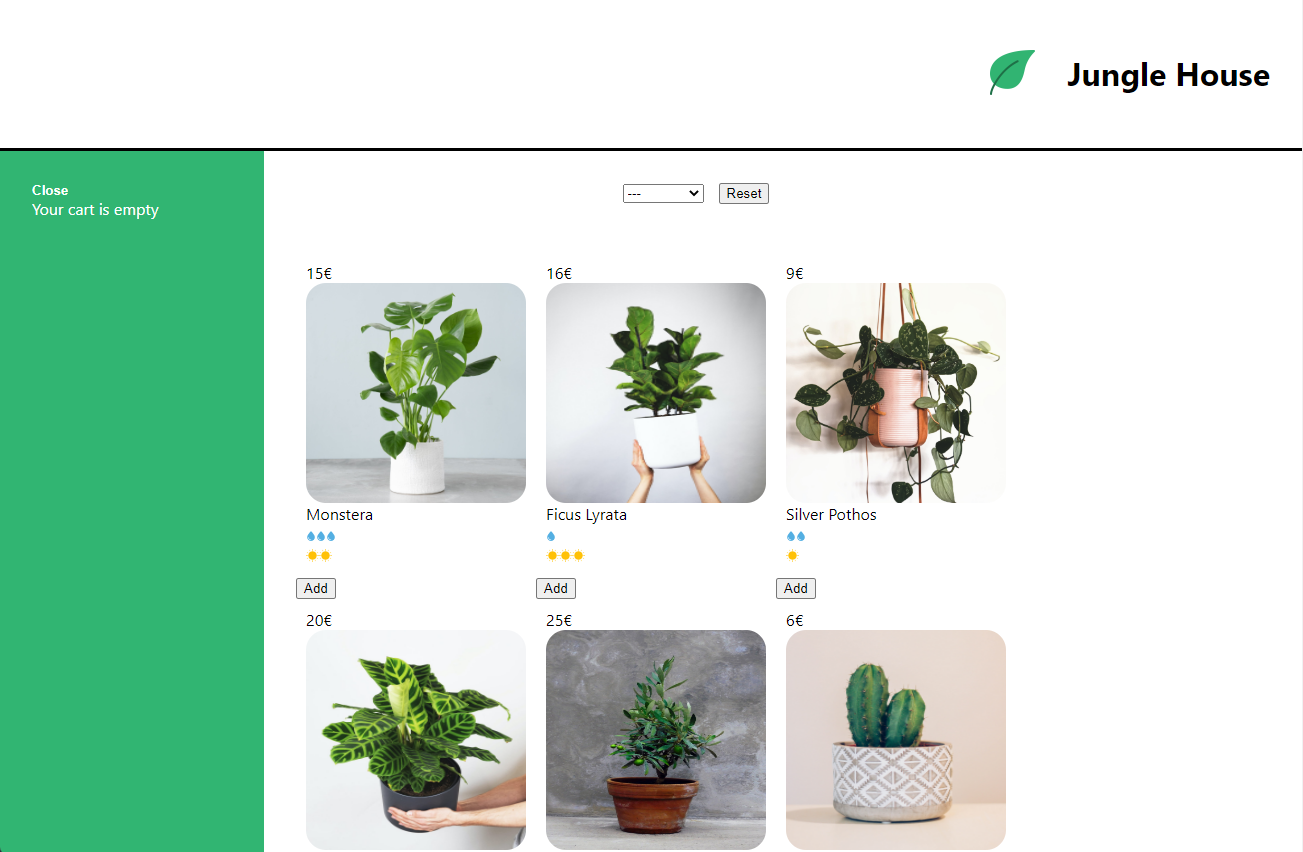 Jungle House
Close
Your cart is empty
--- Reset
15€ 16€ 9€
Monstera Ficus Lyrata Silver Pothos
Add Add Add
20€ 25€ 6€